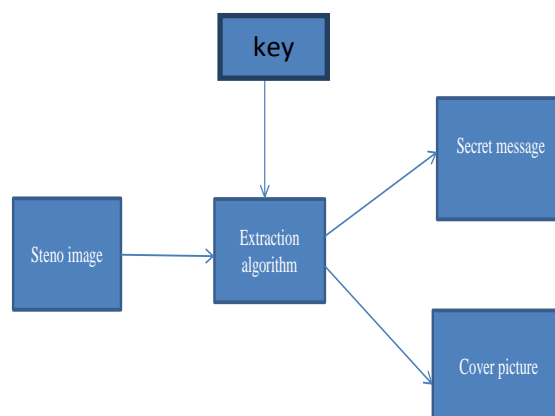 key
Secret message
Steno image
Extraction
algorithm
Cover picture